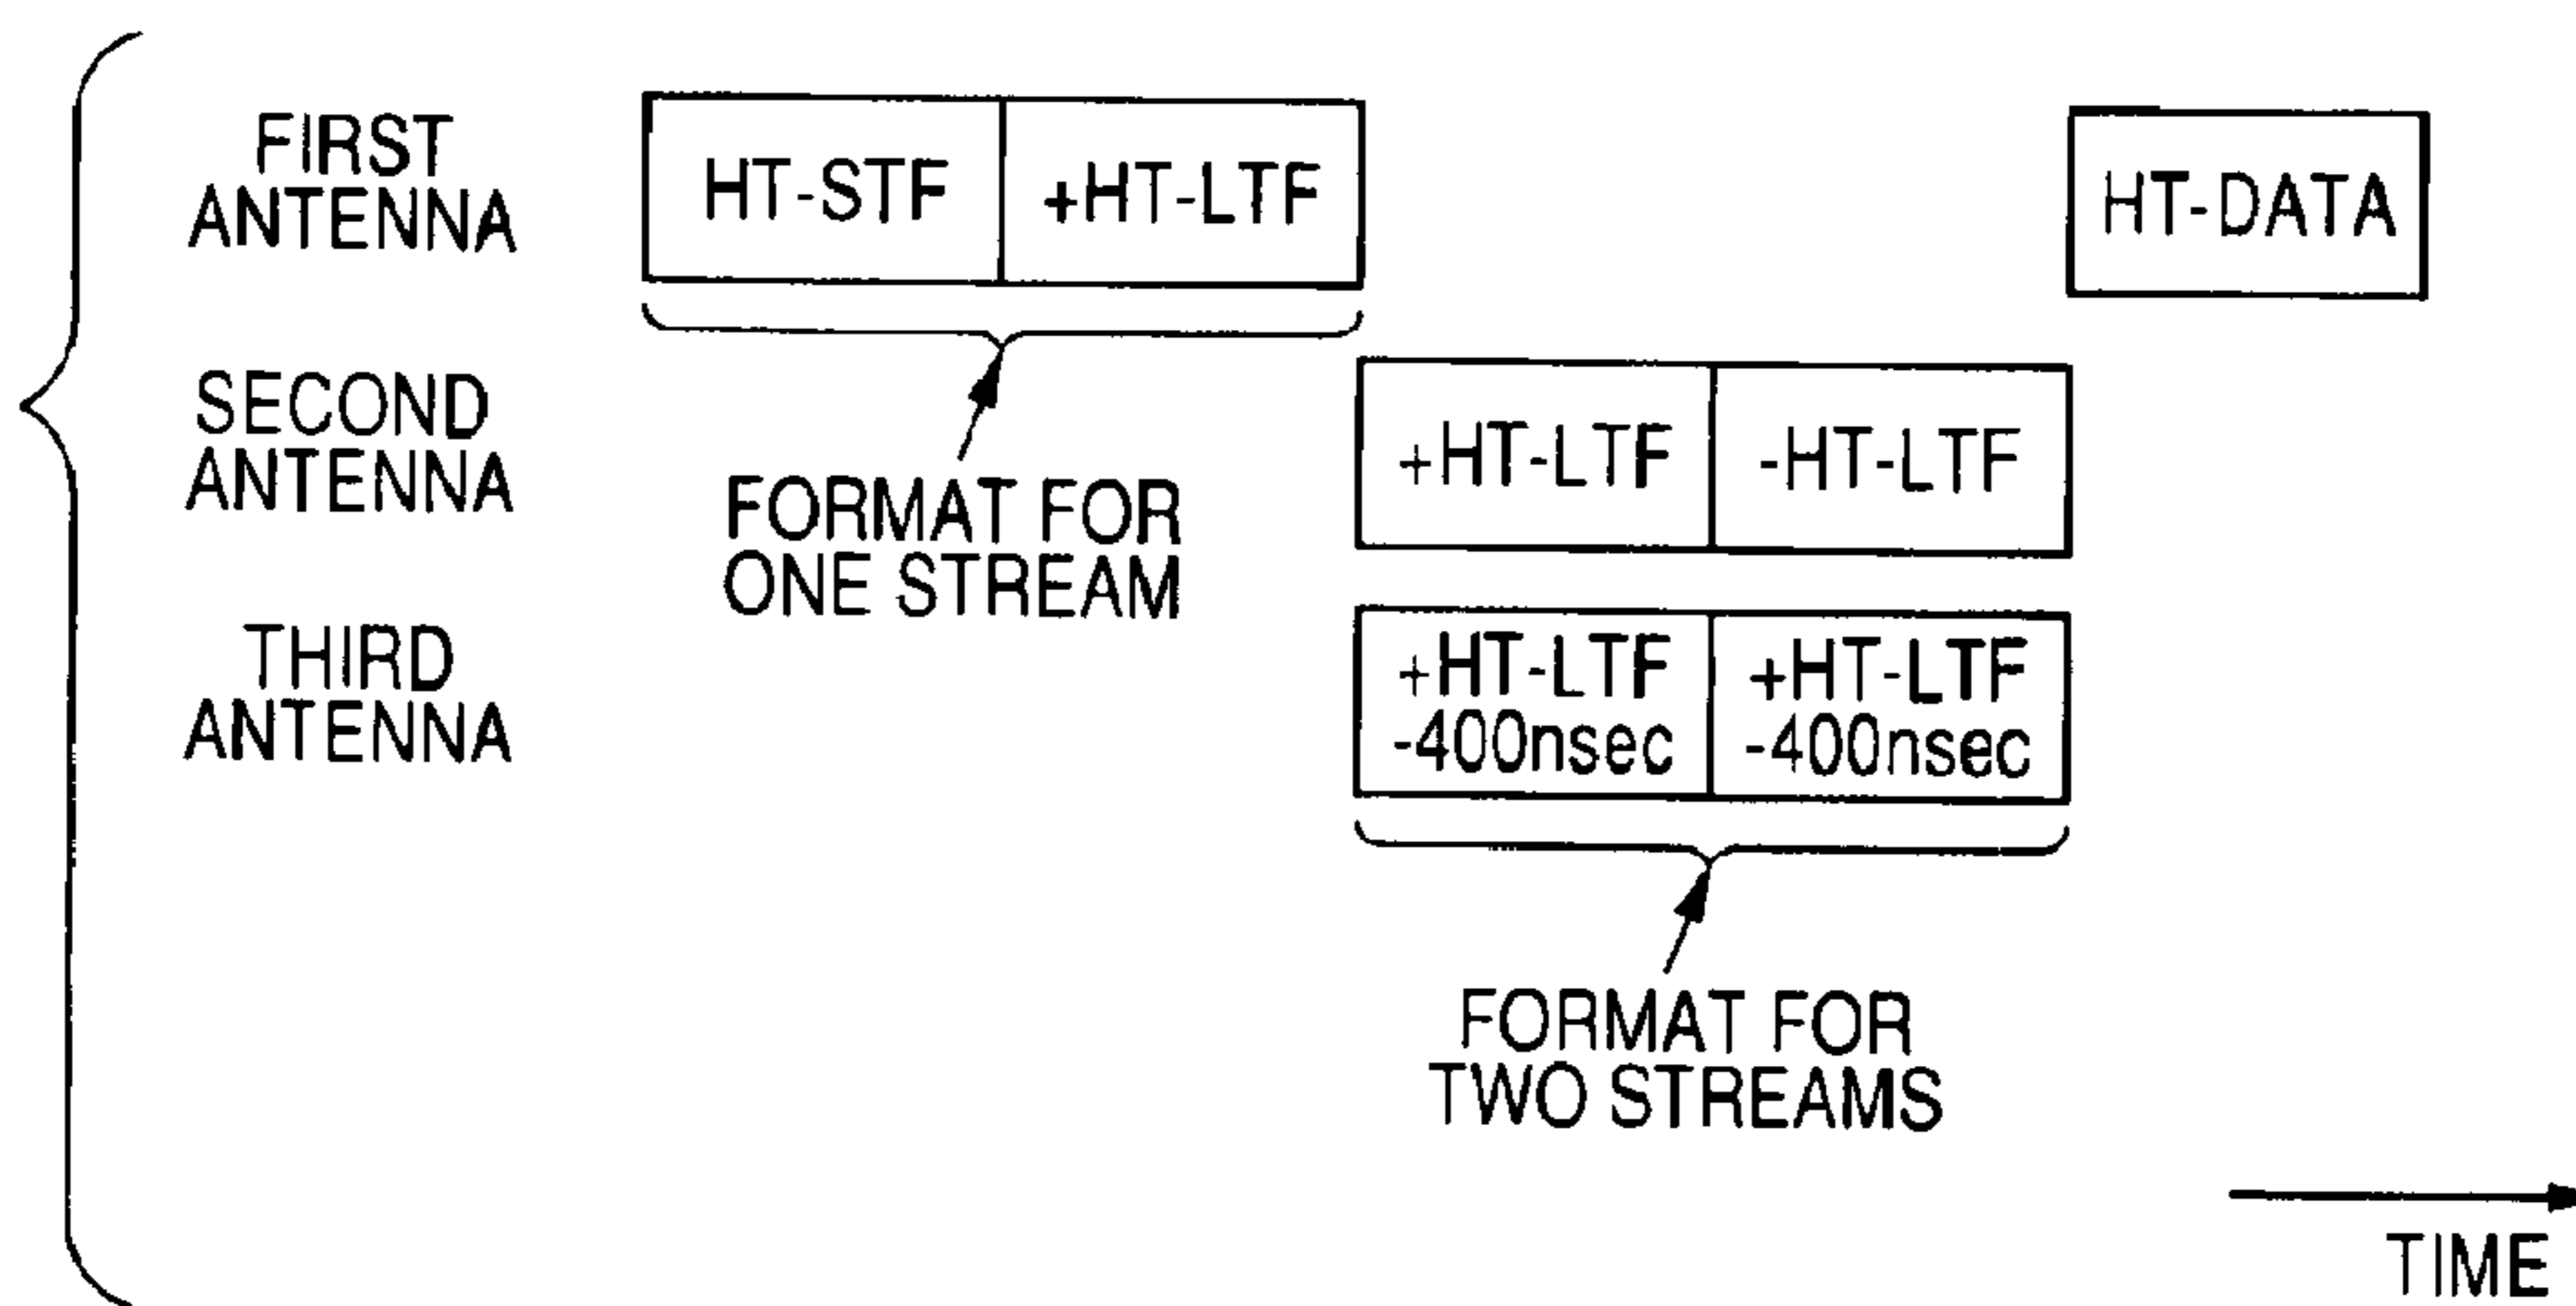 FIRST
ANTENNA
HT-STF
+HT-LTF
HT-DATA
SECOND
ANTENNA
+HT-LTF
-HT-LTF
FORMAT FOR
ONE STREAM
THIRD
ANTENNA
+HT-LTF
-400nsec
+HT-LTF
-400nsec
FORMAT FOR
TWO STREAMS
TIME